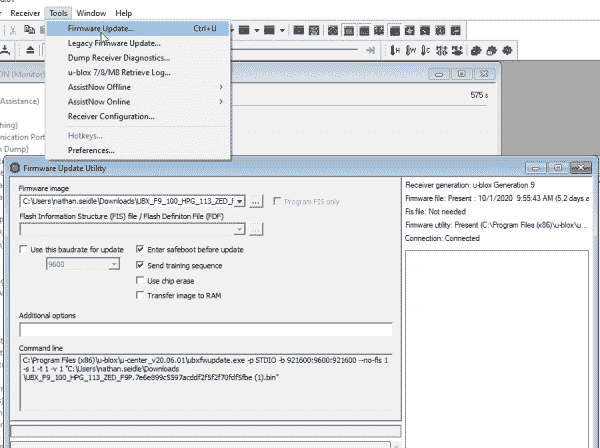 Receiver Tools Window Help
Firmware Update... Ctrl+U
Legacy Firmware Update...
Dump Receiver Diagnostics...
u-blox 7/8/M8 Retrieve Log...
AssistNow Offline
AssistNow Online
Receiver Configuration...
Hotkeys...
Preferences...
ON (Monitor)
Assistance)
hing)
nication Port
n Dump)
575 s
Firmware Update Utility
Firmware image
C:\Users\nathan.seidle\Downloads\UBX_F9_100_HPG_113_ZED_F ... Program FIS only
Flash Information Structure (FIS) file / Flash Definiton File (FDF)
...
Use this baudrate for update Enter safeboot before update
9600 Send training sequence
Use chip erase
Transfer image to RAM
Additional options
Command line
C:\Program Files (x86)\u-blox\u-center_v20.06.01\ubxfwupdate.exe -p STDIO -b 921600:9600:921600 --no-fis 1
-s 1 -t 1 -v 1 "C:\Users\nathan.seidle\Downloads
\UBX_F9_100_HPG_113_ZED_F9P.7e6e899c5597acddf2f5f2f70fdf5fbe (1).bin"
Receiver generation: u-blox Generation 9
Firmware file: Present : 10/1/2020 9:55:43 AM (5.2 days a
Fis file: Not needed
Firmware utility: Present (C:\Program Files (x86)\u-blox\u...
Connection: Connected